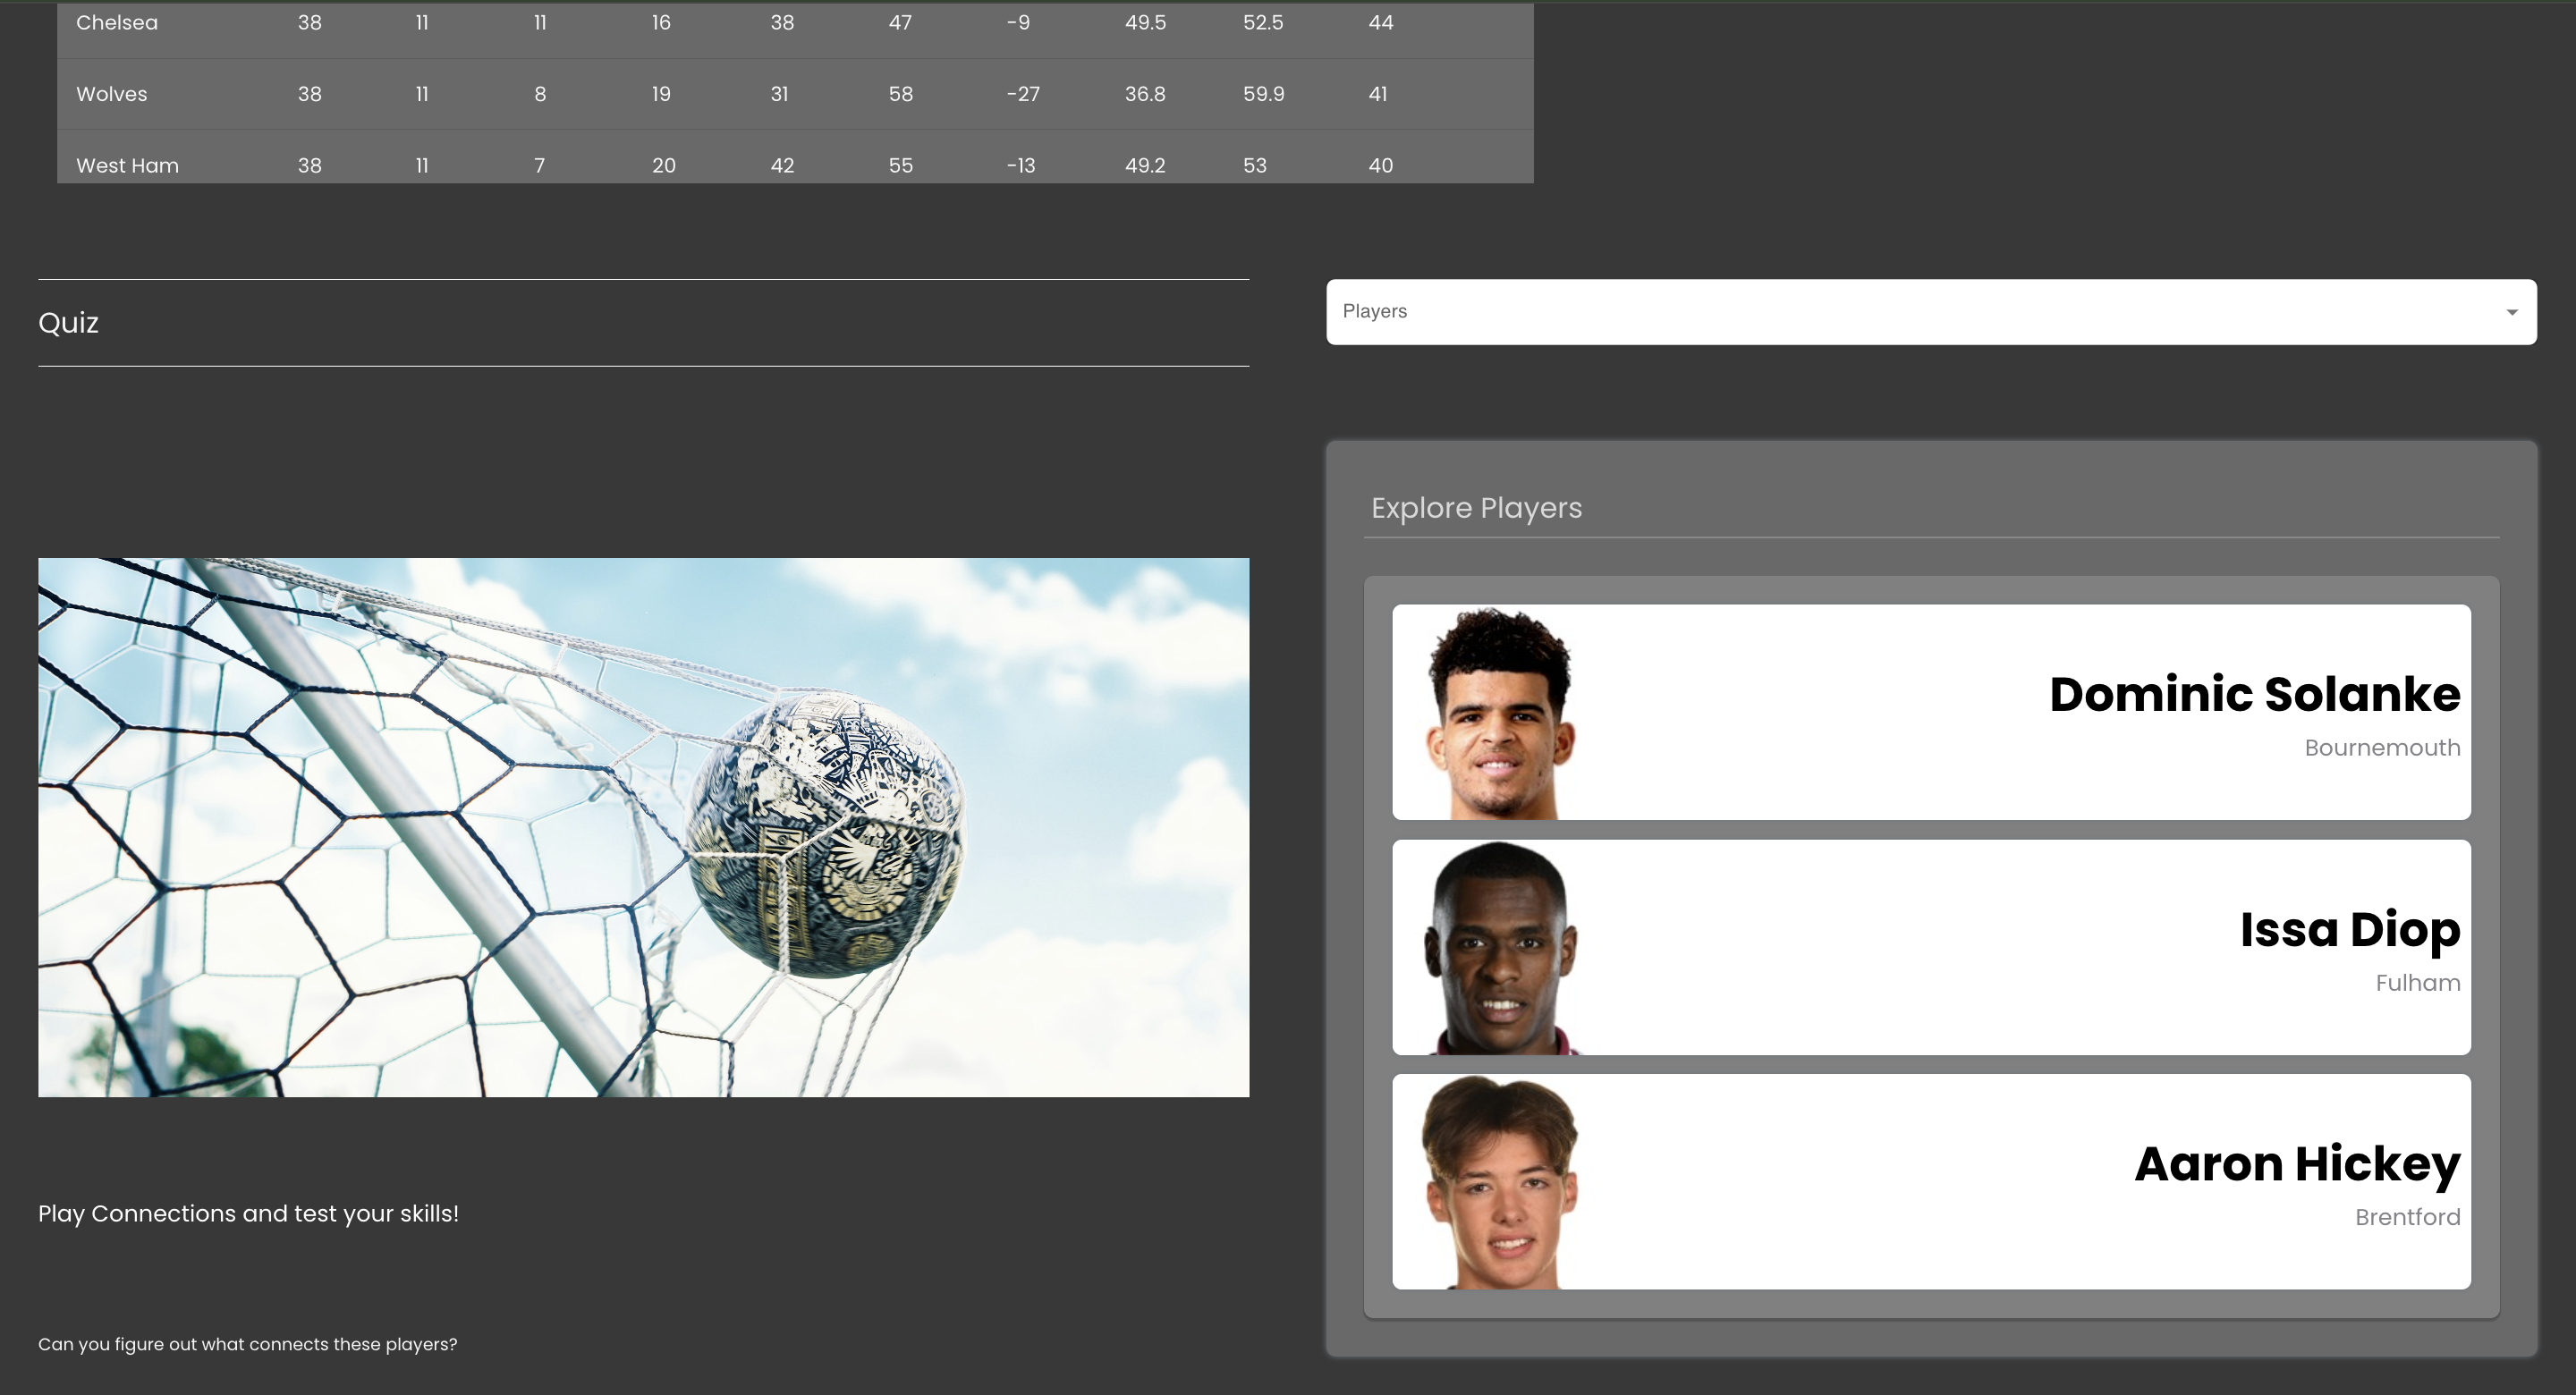 Chelsea 38 11 11 16 38 47 -9 49.5 52.5 44
Wolves 38 11 8 19 31 58 -27 36.8 59.9 41
West Ham 38 11 7 20 42 55 -13 49.2 53 40
Quiz
Players
Explore Players
Dominic Solanke
Bournemouth
Issa Diop
Fulham
Aaron Hickey
Brentford
Play Connections and test your skills!
Can you figure out what connects these players?